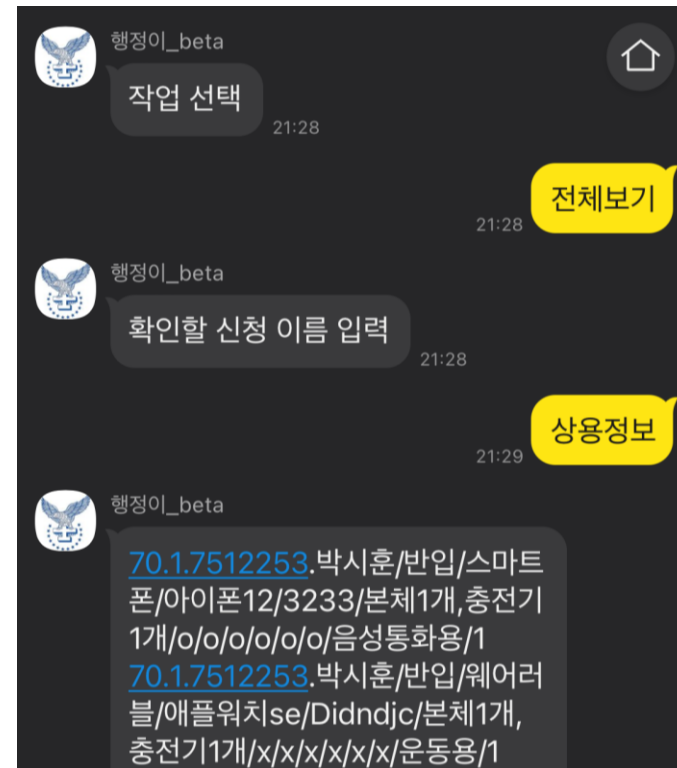 행정이_beta
작업 선택
21:28
전체보기
21:28
행정이_beta
확인할 신청 이름 입력
21:28
상용정보
21:29
행정이_beta
70.1.7512253.박시훈/반입/스마트
폰/아이폰12/3233/본체1개,충전기
1개/o/o/o/o/o/o/음성통화용/1
70.1.7512253.박시훈/반입/웨어러
블/애플워치se/Didndjc/본체1개,
충전기1개/x/x/x/x/x/x/운동용/1